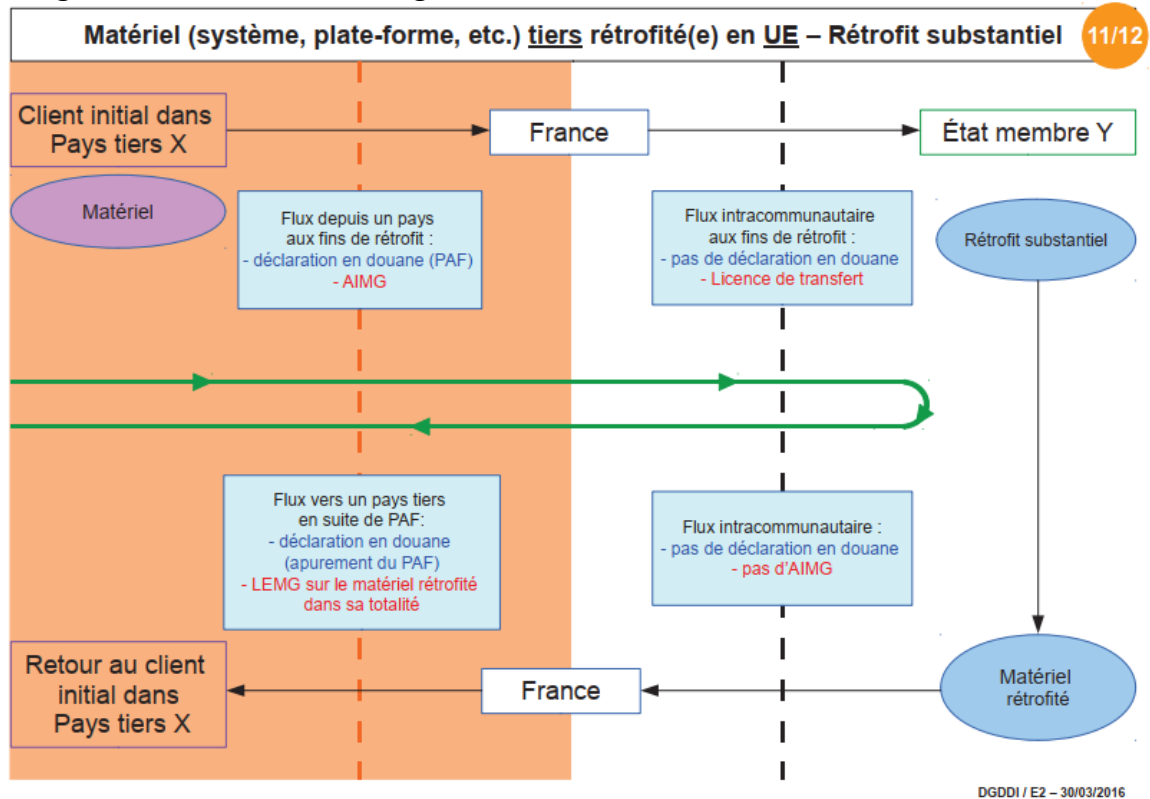 Matériel (système, plate-forme, etc.) tiers rétrofité(e) en UE – Rétrofit substantiel
11/12
Client initial dans
Pays tiers X
France
État membre Y
Matériel
Flux depuis un pays
aux fins de rétrofit :
- déclaration en douane (PAF)
- AIMG
Flux intracommunautaire
aux fins de rétrofit :
- pas de déclaration en douane
- Licence de transfert
Rétrofit substantiel
Flux vers un pays tiers
en suite de PAF:
- déclaration en douane
(apurement du PAF)
- LEMG sur le matériel rétrofité
dans sa totalité
Flux intracommunautaire :
- pas de déclaration en douane
- pas d'AIMG
Retour au client
initial dans
Pays tiers X
France
Matériel
rétrofité
DGDDI / E2 – 30/03/2016